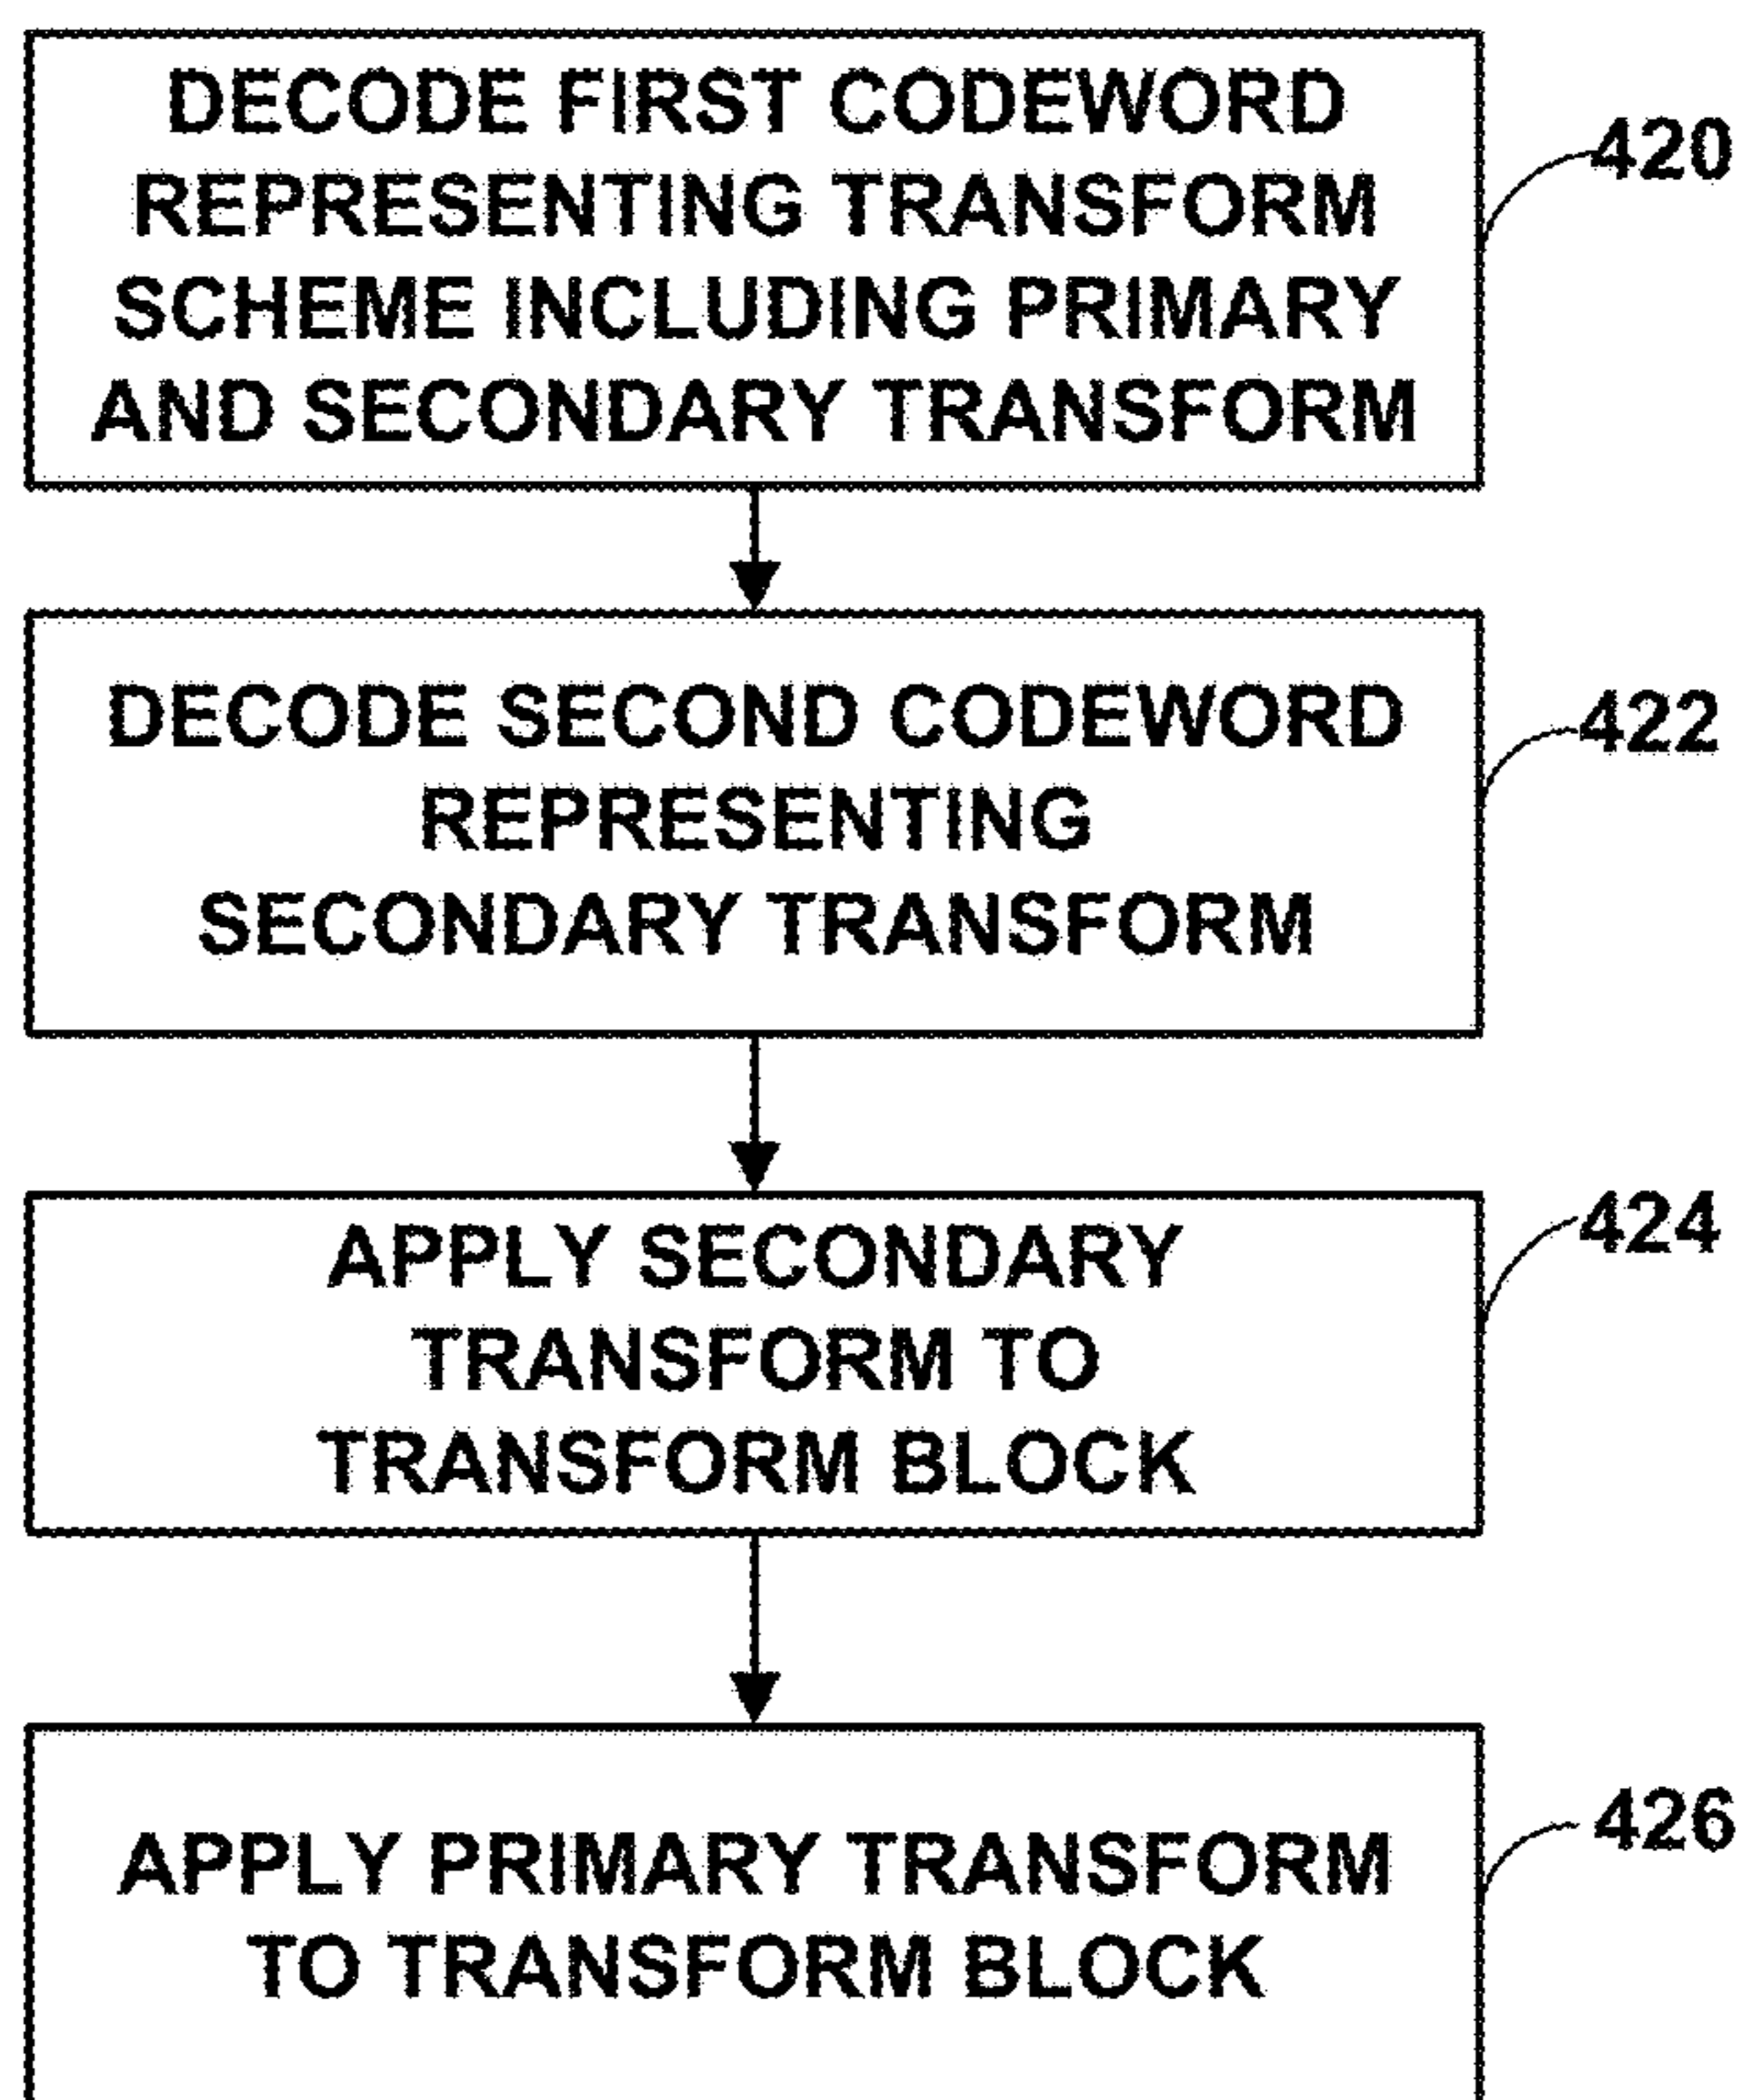 DECODE FIRST CODEWORD
REPRESENTING TRANSFORM
SCHEME INCLUDING PRIMARY
AND SECONDARY TRANSFORM
420
DECODE SECOND CODEWORD
REPRESENTING
SECONDARY TRANSFORM
422
APPLY SECONDARY
TRANSFORM TO
TRANSFORM BLOCK
424
APPLY PRIMARY TRANSFORM
TO TRANSFORM BLOCK
426